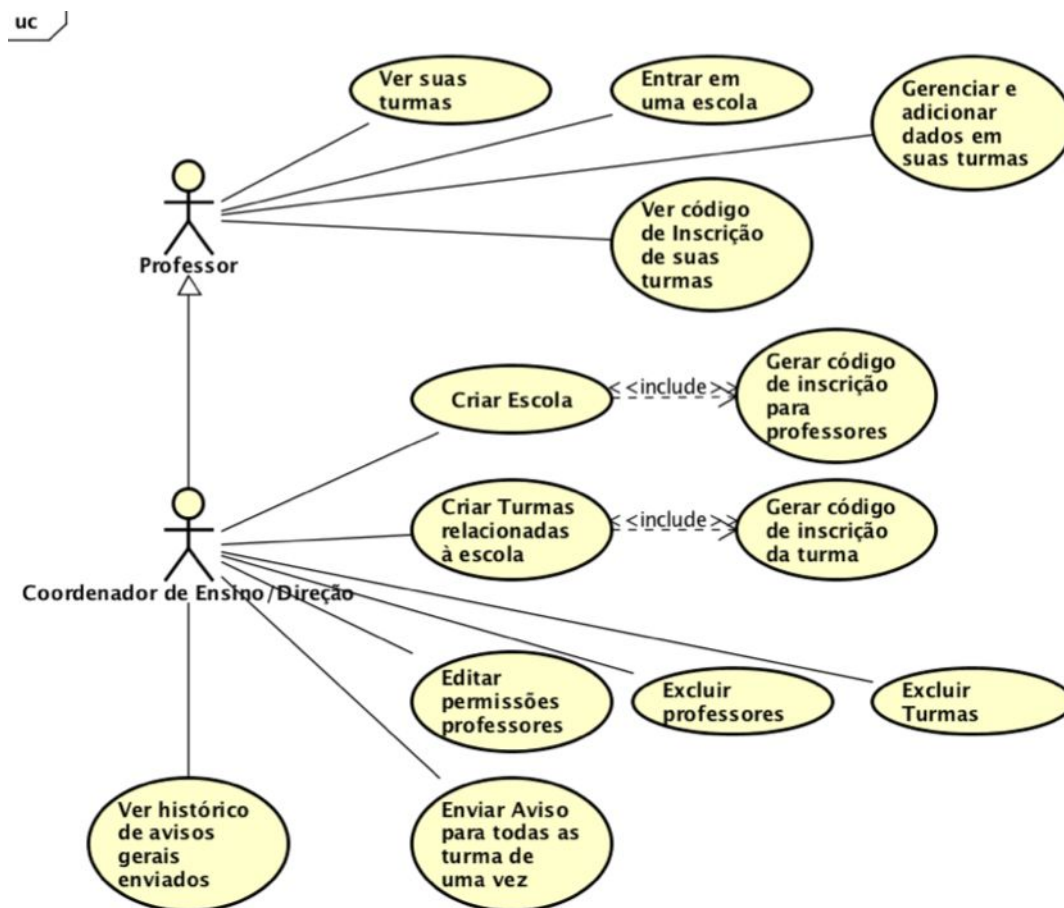 uc
Ver suas
turmas
Entrar em
uma escola
Gerenciar e
adicionar
dados em
suas turmas
Ver código
de Inscrição
de suas
turmas
Professor
Criar Escola
<<include>>
Gerar código
de inscrição
para
professores
Criar Turmas
relacionadas
à escola
<<include>>
Gerar código
de inscrição
da turma
Coordenador de Ensino/Direção
Editar
permissões
professores
Excluir
professores
Excluir
Turmas
Ver histórico
de avisos
gerais
enviados
Enviar Aviso
para todas as
turma de
uma vez